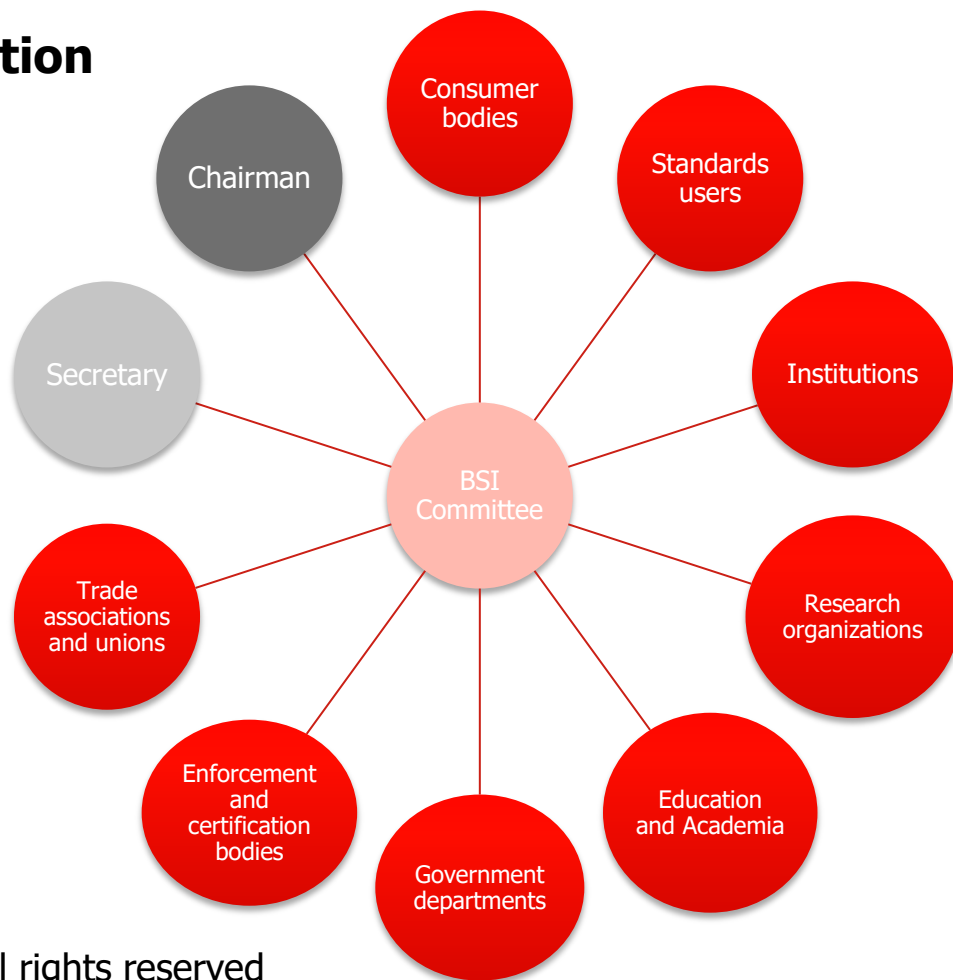 tion
Consumer
bodies
Standards
users
Institutions
Research
organizations
Education
and Academia
Government
departments
Enforcement
and
certification
bodies
Trade
associations
and unions
Secretary
Chairman
BSI
Committee
l rights reserved